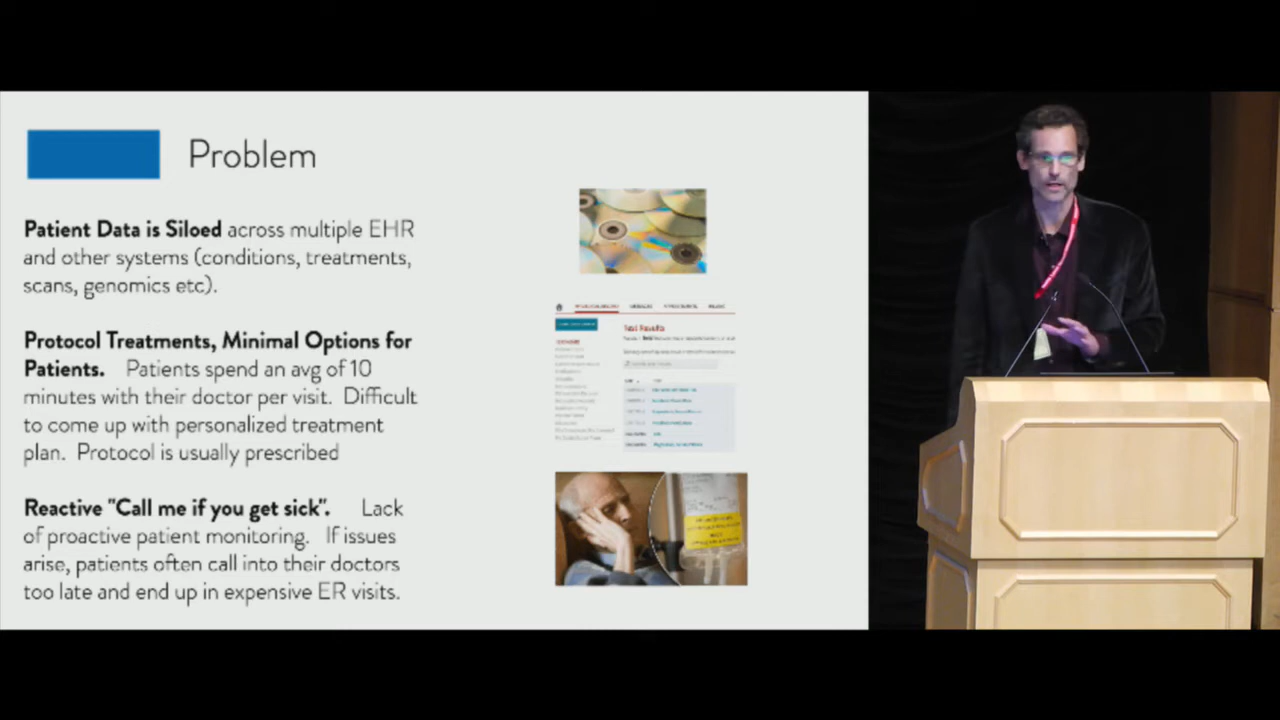 Problem
Patient Data is Siloed across multiple EHR
and other systems (conditions, treatments,
scans, genomics etc).
Protocol Treatments, Minimal Options for
Patients. Patients spend an avg of 10
minutes with their doctor per visit. Difficult
to come up with personalized treatment
plan. Protocol is usually prescribed
Reactive "Call me if you get sick". Lack
of proactive patient monitoring. If issues
arise, patients often call into their doctors
too late and end up in expensive ER visits.
Test Results